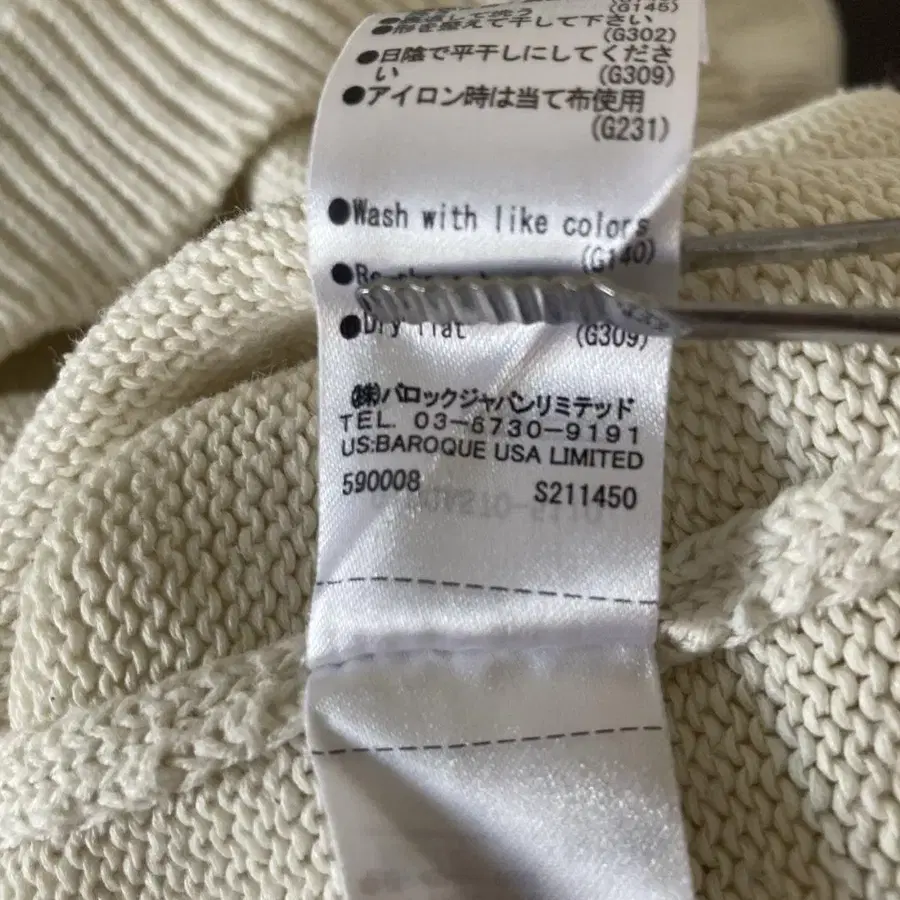 (G145)
●形を整えて干して下さい
(G302)
●日陰で平干しにしてくださ
い
(G309)
●アイロン時は当て布使用
(G231)
●Wash with like colors
(G140)
●Dry flat
(G309)
㈱バロックジャパンリミテッド
TEL. 03-6730-9191
US:BAROQUE USA LIMITED
590008 S211450